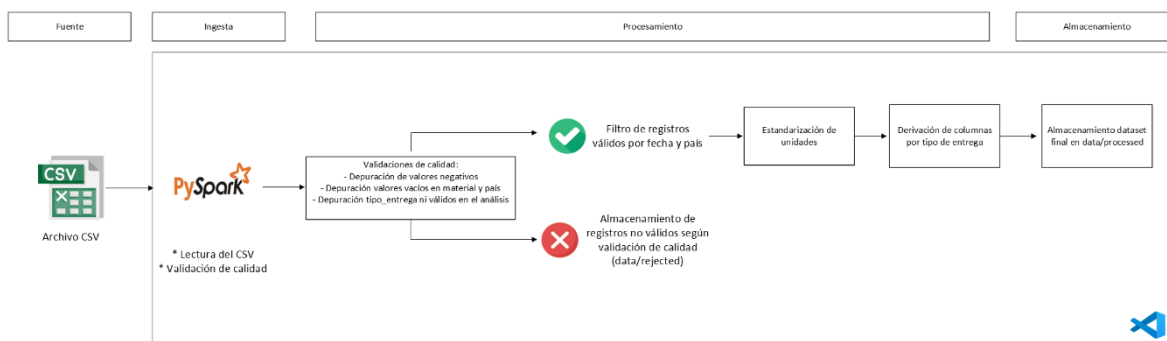 Fuente
Ingesta
Procesamiento
Almacenamiento
CSV
Archivo CSV
PySpark
* Lectura del CSV
* Validación de calidad
Validaciones de calidad:
- Depuración de valores negativos
- Depuración valores vacíos en material y país
- Depuración tipo_entrega ni válidos en el análisis
Filtro de registros
válidos por fecha y país
Almacenamiento de
registros no válidos según
validación de calidad
(data/rejected)
Estandarización de
unidades
Derivación de columnas
por tipo de entrega
Almacenamiento dataset
final en data/processed